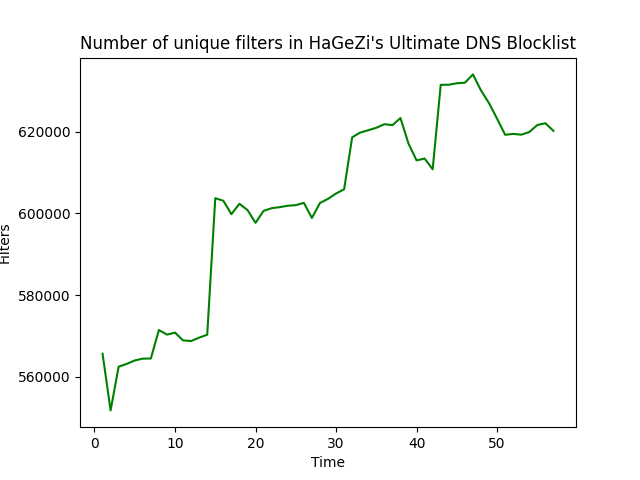 Number of unique filters in HaGeZi's Ultimate DNS Blocklist
620000
600000
580000
560000
Filters
0 10 20 30 40 50
Time